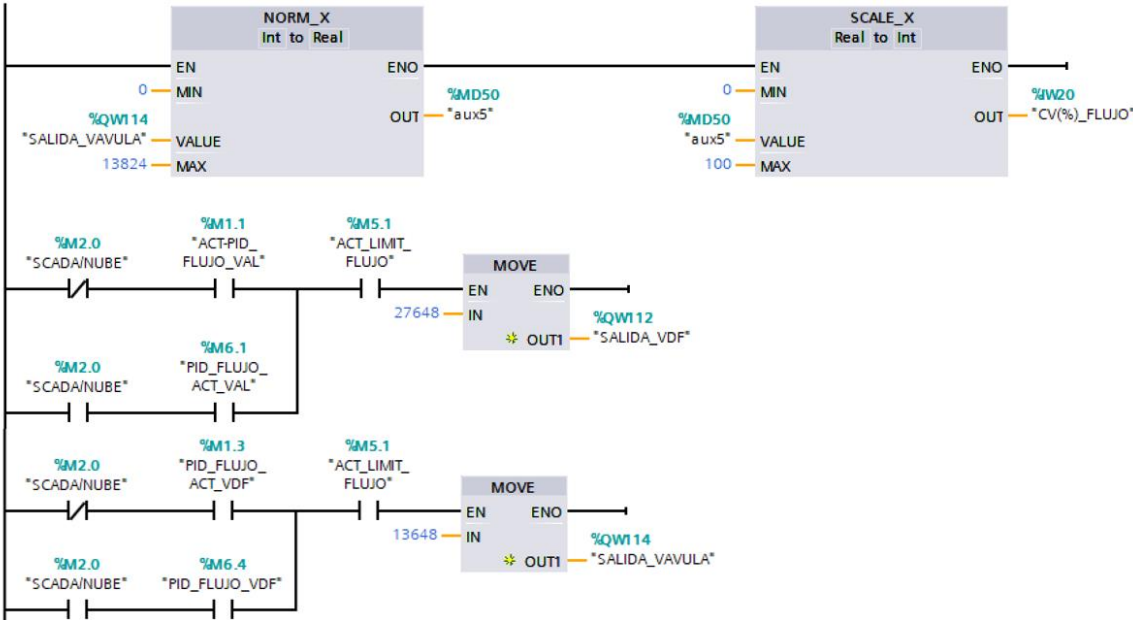 NORM_X
Int to Real
EN
ENO
0
MIN
%MD50
%QW114
OUT
"aux5"
"SALIDA_VAVULA"
VALUE
13824
MAX
SCALE_X
Real to Int
EN
ENO
0
MIN
%IW20
%MD50
OUT
"CV(%)_FLUJO"
"aux5"
VALUE
100
MAX
%M2.0
"SCADA/NUBE"
%M1.1
"ACT-PID_
FLUJO_VAL"
%M5.1
"ACT_LIMIT_
FLUJO"
MOVE
EN
ENO
27648
IN
%QW112
OUT1
"SALIDA_VDF"
%M2.0
"SCADA/NUBE"
%M6.1
"PID_FLUJO_
ACT_VAL"
%M2.0
"SCADA/NUBE"
%M1.3
"PID_FLUJO_
ACT_VDF"
%M5.1
"ACT_LIMIT_
FLUJO"
MOVE
EN
ENO
13648
IN
%QW114
OUT1
"SALIDA_VAVULA"
%M2.0
"SCADA/NUBE"
%M6.4
"PID_FLUJO_VDF"